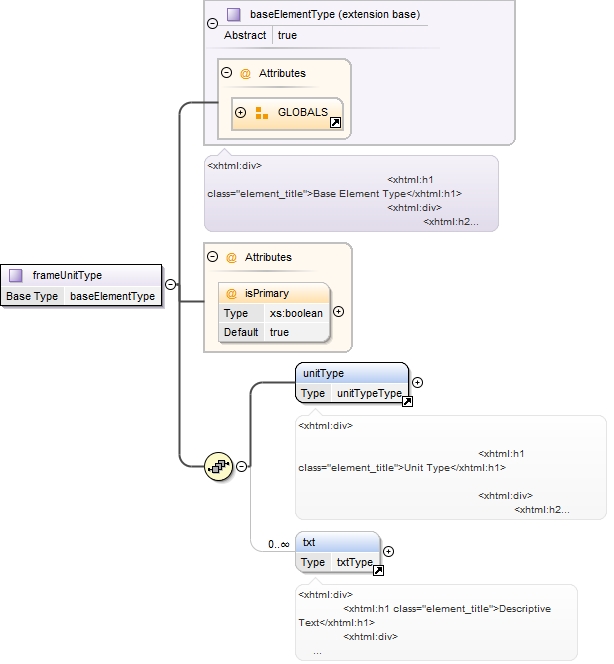 baseElementType (extension base)
Abstract true
@ Attributes
GLOBALS
<xhtml:div>
<xhtml:h1
class="element_title">Base Element Type</xhtml:h1>
<xhtml:div>
<xhtml:h2...
@ Attributes
frameUnitType
Base Type baseElementType
@ isPrimary
Type xs:boolean
Default true
unitType
Type unitTypeType
<xhtml:div>
<xhtml:h1
class="element_title">Unit Type</xhtml:h1>
<xhtml:div>
<xhtml:h2...
0..∞
txt
Type txtType
<xhtml:div>
<xhtml:h1 class="element_title">Descriptive
Text</xhtml:h1>
<xhtml:div>
...